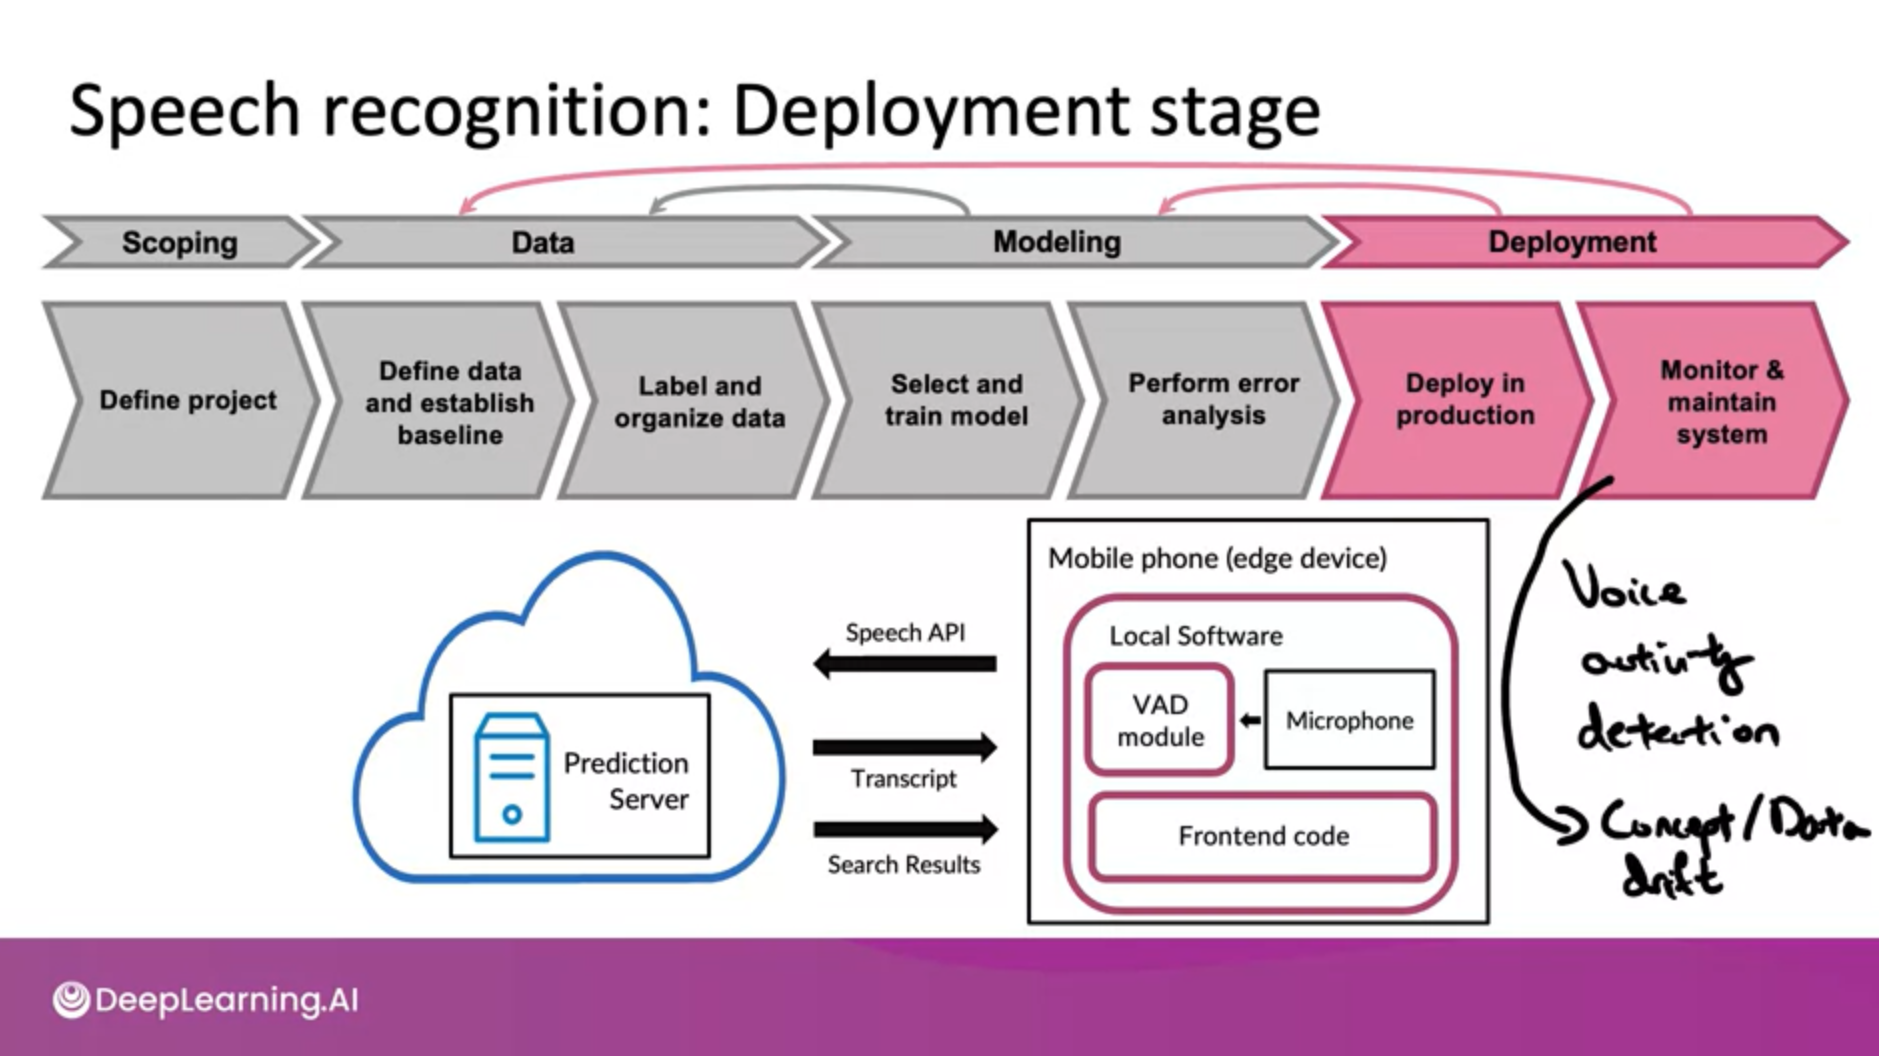 Speech recognition: Deployment stage
Scoping
Data
Modeling
Deployment
Define project
Define data
and establish
baseline
Label and
organize data
Select and
train model
Perform error
analysis
Deploy in
production
Monitor &
maintain
system
Prediction
Server
Speech API
Transcript
Search Results
Mobile phone (edge device)
Local Software
VAD
module
Microphone
Frontend code
Voice
activity
detection
Concept/Data
drift
DeepLearning.AI